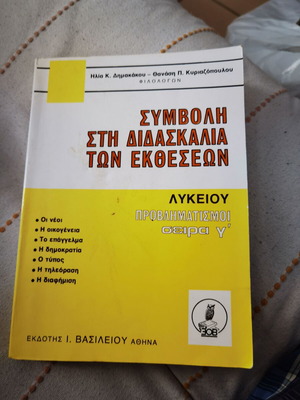 Ηλία Κ. Δημακάκου – Θανάση Π. Κυριαζόπουλου
ΦΙΛΟΛΟΓΩΝ
ΣΥΜΒΟΛΗ
ΣΤΗ ΔΙΔΑΣΚΑΛΙΑ
ΤΩΝ ΕΚΘΕΣΕΩΝ
ΛΥΚΕΙΟΥ
ΠΡΟΒΛΗΜΑΤΙΣΜΟΙ
σειρα γ΄
• Οι νέοι
• Η οικογένεια
• Το επάγγελμα
• Η δημοκρατία
• Ο τύπος
• Η τηλεόραση
• Η διαφήμιση
ΕΚΔΟΤΗΣ Ι. ΒΑΣΙΛΕΙΟΥ ΑΘΗΝΑ